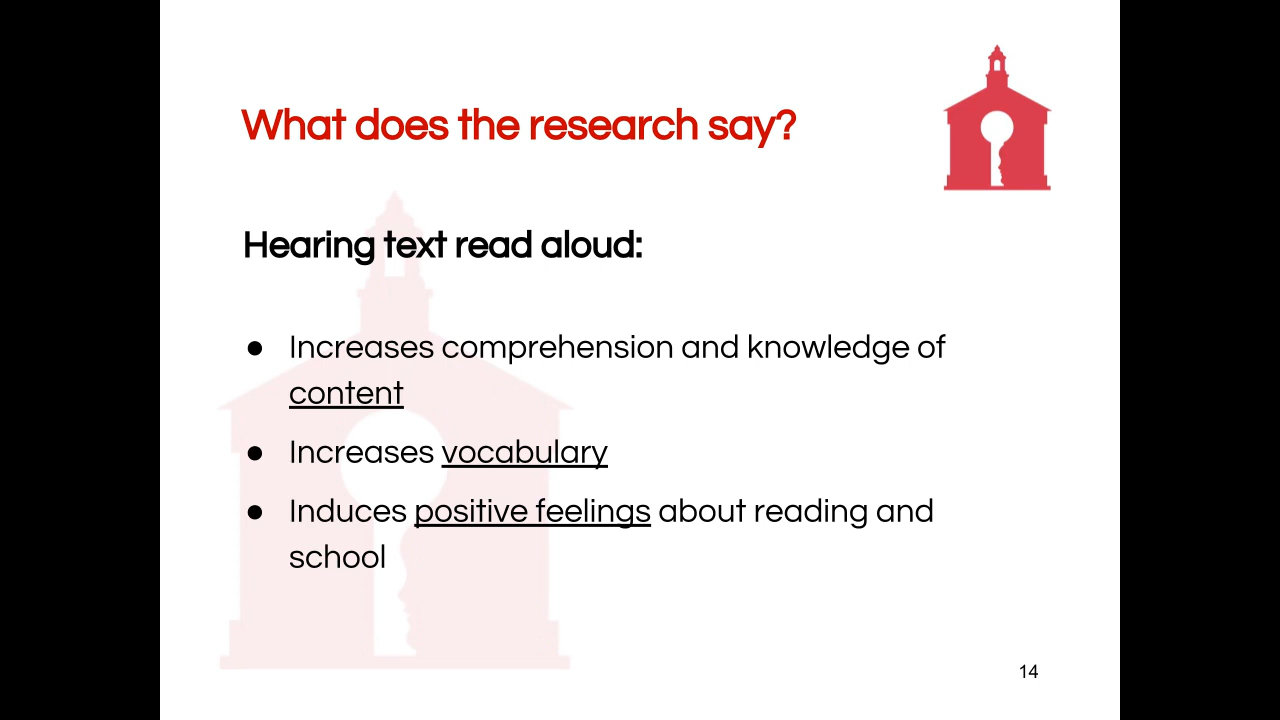 What does the research say?
Hearing text read aloud:
● Increases comprehension and knowledge of
content
● Increases vocabulary
● Induces positive feelings about reading and
school
14